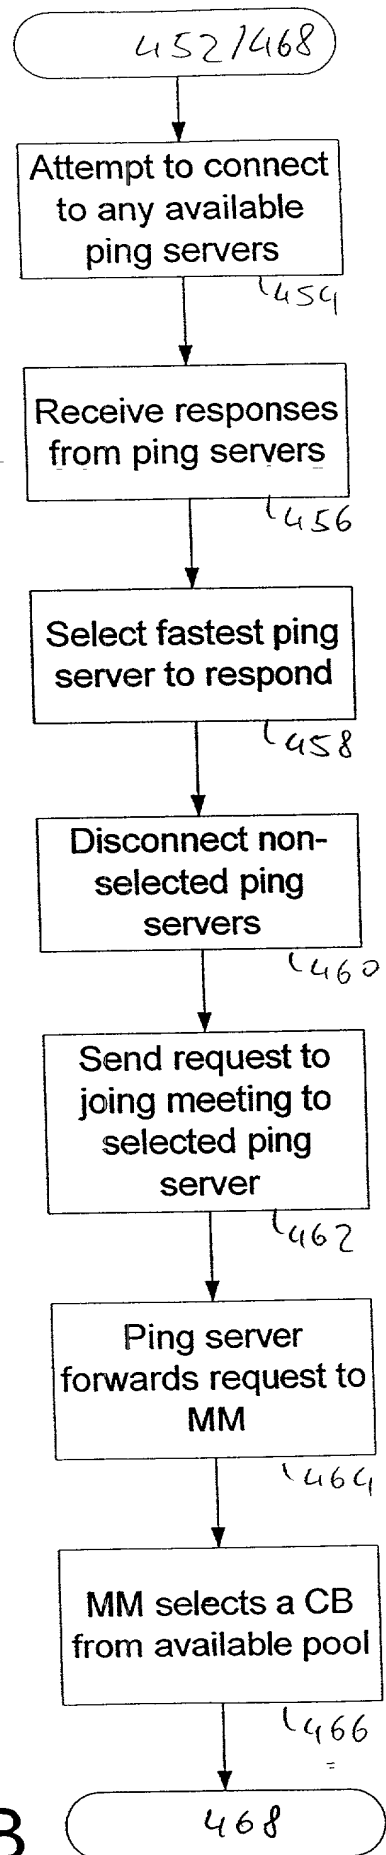 452/468
Attempt to connect
to any available
ping servers
454
Receive responses
from ping servers
456
Select fastest ping
server to respond
458
Disconnect non-
selected ping
servers
460
Send request to
joing meeting to
selected ping
server
462
Ping server
forwards request to
MM
464
MM selects a CB
from available pool
466
468
B